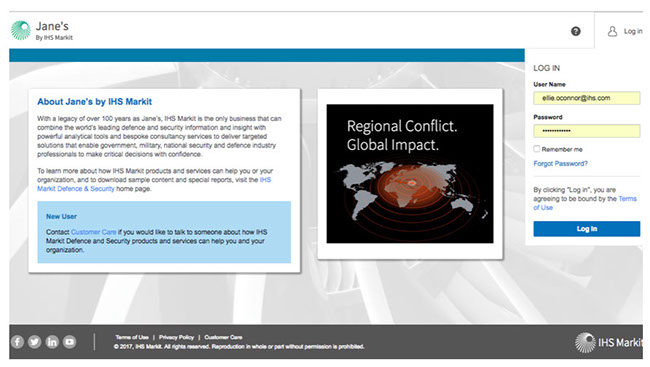 Jane's
By IHS Markit
?
Log in
LOG IN
User Name
ellie.oconnor@ihs.com
Password
Remember me
Forgot Password?
By clicking "Log in", you are
agreeing to be bound by the Terms
of Use
Log In
About Jane's by IHS Markit
With a legacy of over 100 years as Jane's, IHS Markit is the only business that can
combine the world's leading defence and security information and insight with
powerful analytical tools and bespoke consultancy services to deliver targeted
solutions that enable government, military, national security and defence industry
professionals to make critical decisions with confidence.
To learn more about how IHS Markit products and services can help you or your
organization, and to download sample content and special reports, visit the IHS
Markit Defence & Security home page.
New User
Contact Customer Care if you would like to talk to someone about how IHS
Markit Defence and Security products and services can help you and your
organization.
Regional Conflict.
Global Impact.
Terms of Use | Privacy Policy | Customer Care
© 2017, IHS Markit. All rights reserved. Reproduction in whole or part without permission is prohibited.
IHS Markit